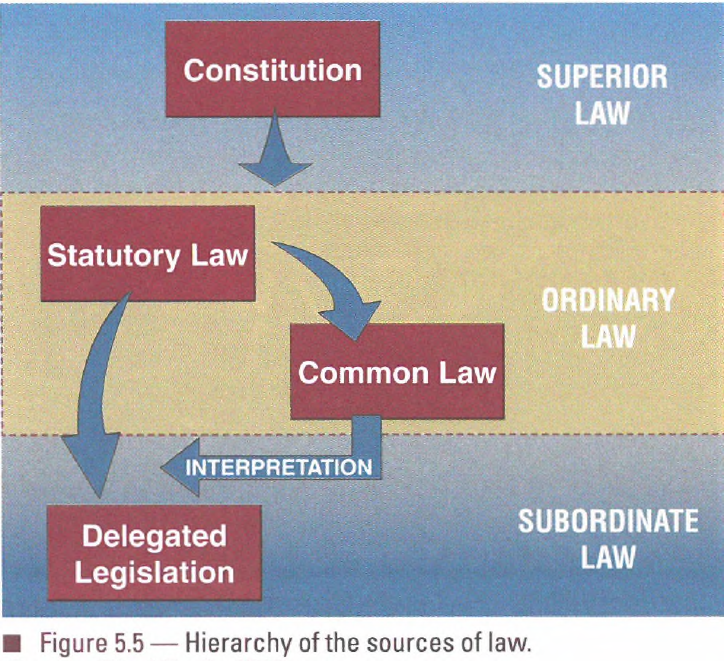 Constitution
SUPERIOR
LAW
Statutory Law
ORDINARY
LAW
Common Law
INTERPRETATION
SUBORDINATE
LAW
Delegated
Legislation
Figure 5.5 — Hierarchy of the sources of law.